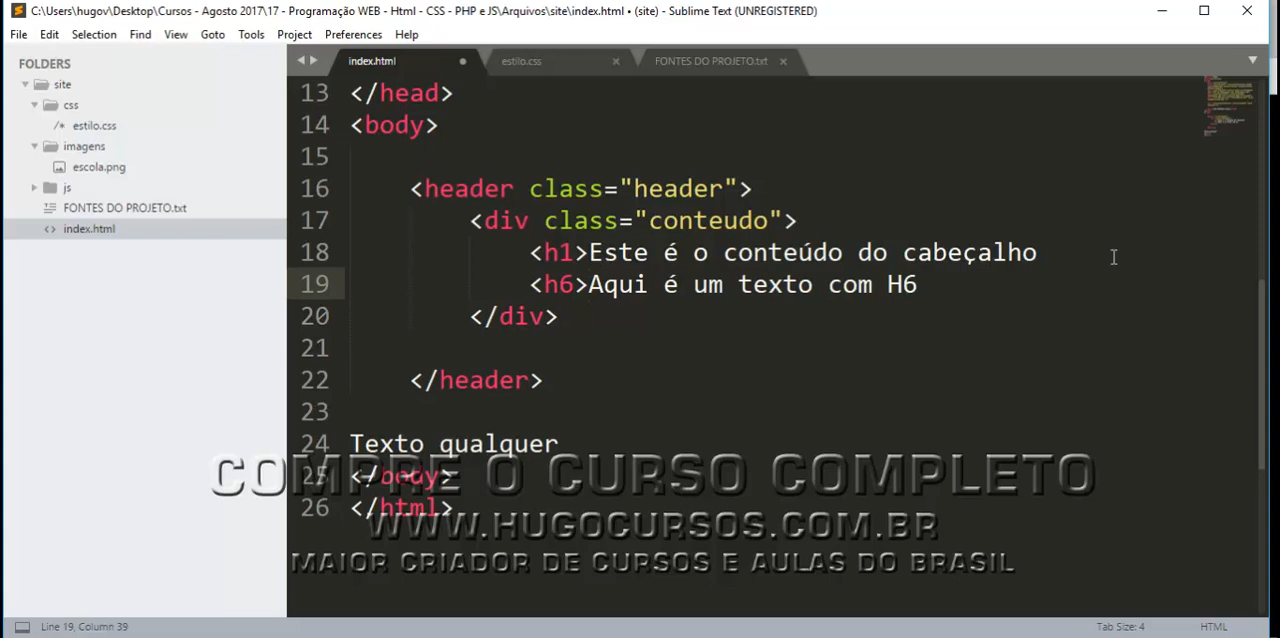 C:\Users\hugov\Desktop\Cursos - Agosto 2017\17 - Programação WEB - Html - CSS - PHP e JS\Arquivos\site\index.html • (site) - Sublime Text (UNREGISTERED)
File Edit Selection Find View Goto Tools Project Preferences Help
FOLDERS
site
css
/* estilo.css
imagens
escola.png
js
FONTES DO PROJETO.txt
<> index.html
index.html estilo.css FONTES DO PROJETO.txt
13 </head>
14 <body>
15
16 <header class="header">
17 <div class="conteudo">
18 <h1>Este é o conteúdo do cabeçalho
19 <h6>Aqui é um texto com H6
20 </div>
21
22 </header>
23
24 Texto qualquer
25 </body>
26 </html>
COMPRE O CURSO COMPLETO
WWW.HUGOCURSOS.COM.BR
MAIOR CRIADOR DE CURSOS E AULAS DO BRASIL
Line 19, Column 39
Tab Size: 4
HTML